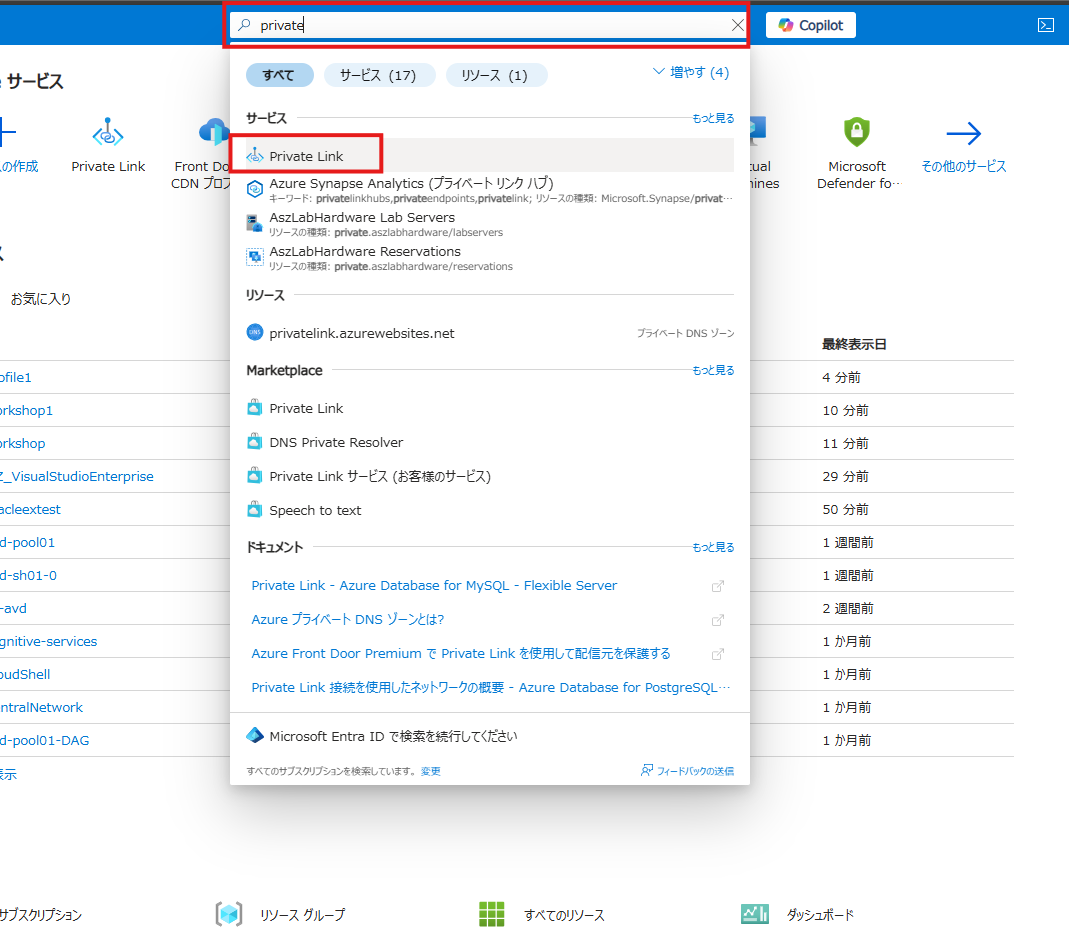 private
Copilot
サービス
すべて
サービス (17)
リソース (1)
増やす (4)
サービス
もっと見る
の作成
Private Link
Front Do
CDN プロ
Microsoft
Defender fo…
その他のサービス
Private Link
Azure Synapse Analytics (プライベート リンク ハブ)
キーワード: privatelinkhubs,privateendpoints,privatelink; リソースの種類: Microsoft.Synapse/privat…
AszLabHardware Lab Servers
リソースの種類: private.aszlabhardware/labservers
AszLabHardware Reservations
リソースの種類: private.aszlabhardware/reservations
お気に入り
リソース
privatelink.azurewebsites.net
プライベート DNS ゾーン
Marketplace
もっと見る
Private Link
DNS Private Resolver
Private Link サービス (お客様のサービス)
Speech to text
ドキュメント
もっと見る
Private Link - Azure Database for MySQL - Flexible Server
Azure プライベート DNS ゾーンとは?
Azure Front Door Premium で Private Link を使用して配信元を保護する
Private Link 接続を使用したネットワークの概要 - Azure Database for PostgreSQL…
Microsoft Entra ID で検索を続行してください
すべてのサブスクリプションを検索しています。 変更
フィードバックの送信
最終表示日
ofile1
4 分前
orkshop1
10 分前
orkshop
11 分前
Z_VisualStudioEnterprise
29 分前
acleextest
50 分前
d-pool01
1 週間前
d-sh01-0
1 週間前
-avd
2 週間前
gnitive-services
1 か月前
oudShell
1 か月前
entralNetwork
1 か月前
d-pool01-DAG
1 か月前
表示
サブスクリプション
リソース グループ
すべてのリソース
ダッシュボード